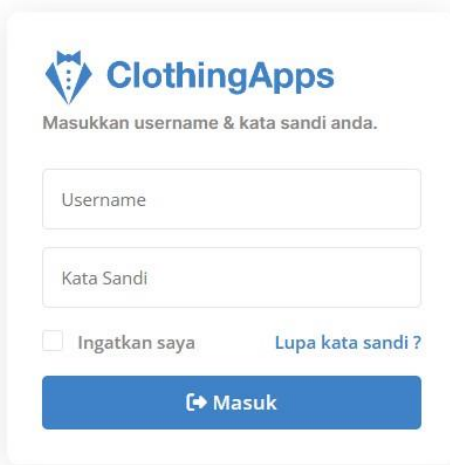 ClothingApps
Masukkan username & kata sandi anda.
Username
Kata Sandi
Ingatkan saya Lupa kata sandi ?
Masuk